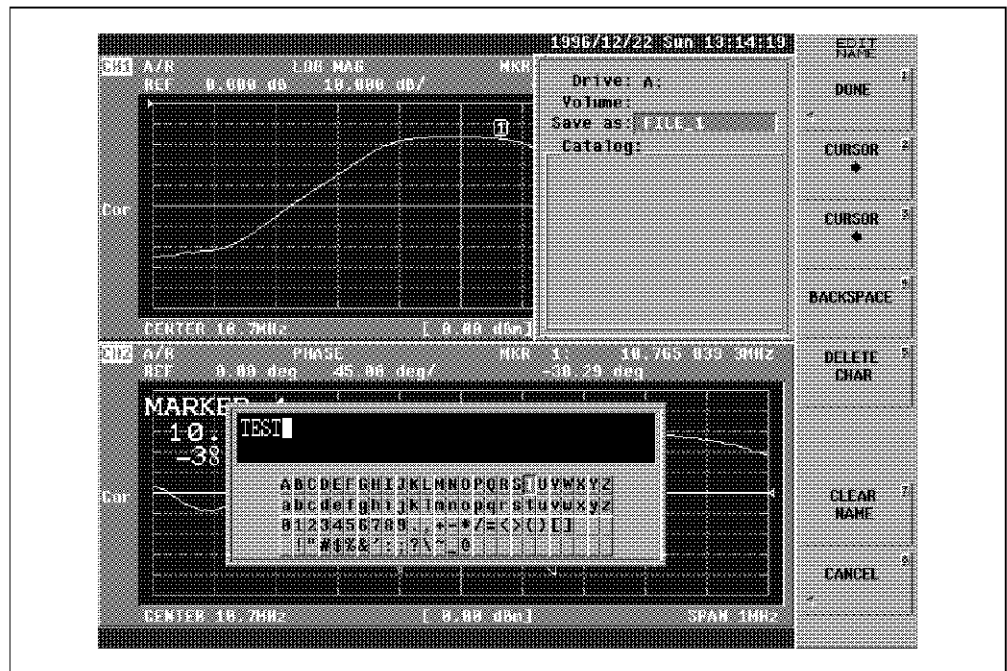 1996/12/22 Sun 13:14:19
CH1 A/R LOG MAG MKR
REF 0.000 dB 10.000 dB/
1
Cor
CENTER 10.7MHz [ 0.00 dBm]
Drive: A:
Volume:
Save as: FILE_1
Catalog:
CH2 A/R PHASE MKR 1: 10.765 833 3MHz
REF 0.00 deg 45.00 deg/ -38.29 deg
MARKER
10.
-38
TEST
ABCDEFGHIJKLMNOPQRSTUVWXYZ
abcdefghijklmnopqrstuvwxyz
0123456789.,+-*/=<>()[]
!"#$%&':;?\~_@
Cor
CENTER 10.7MHz [ 0.00 dBm] SPAN 1MHz
EDIT
NAME
DONE 1
CURSOR 2
CURSOR 3
BACKSPACE 4
DELETE 5
CHAR
CLEAR 7
NAME
CANCEL 8